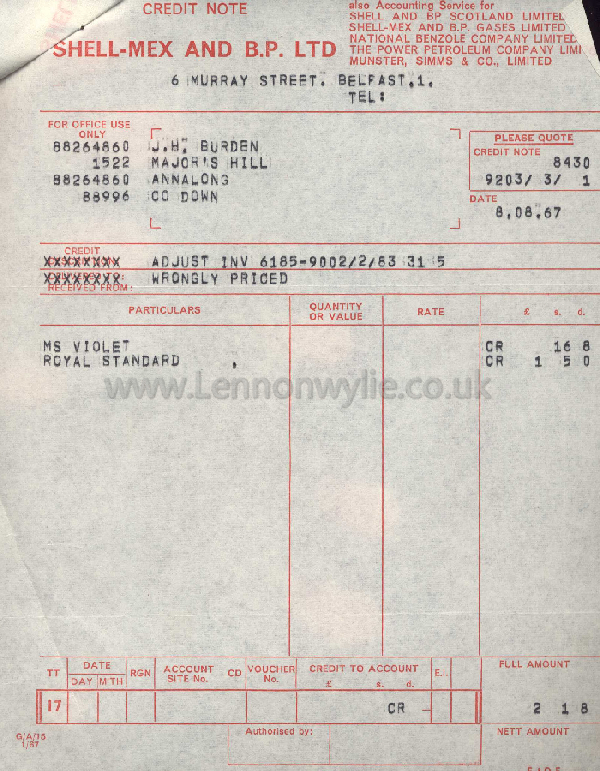 CREDIT NOTE
also Accounting Service for
SHELL AND BP SCOTLAND LIMITED
SHELL-MEX AND B.P. GASES LIMITED
NATIONAL BENZOLE COMPANY LIMITED
THE POWER PETROLEUM COMPANY LIMI
MUNSTER, SIMMS & CO., LIMITED
SHELL-MEX AND B.P. LTD
6 MURRAY STREET. BELFAST.1.
TEL:
FOR OFFICE USE ONLY
88264860 J.H. BURDEN
1522 MAJOR'S HILL
88264860 ANNALONG
88996 CO DOWN
PLEASE QUOTE
CREDIT NOTE
8430
9203/ 3/ 1
DATE
8.08.67
CREDIT
XXXXXXXX ADJUST INV 6185-9002/2/83 31 5
XXXXXXXX WRONGLY PRICED
RECEIVED FROM:
PARTICULARS QUANTITY OR VALUE RATE £ s. d.
MS VIOLET CR 16 8
ROYAL STANDARD . CR 1 5 0
www.Lennonwylie.co.uk
TT DATE DAY MTH RGN ACCOUNT SITE No. CD VOUCHER No. CREDIT TO ACCOUNT £ s. d. E. FULL AMOUNT
17 CR - 2 1 8
G/A/15
1/67
Authorised by:
NETT AMOUNT